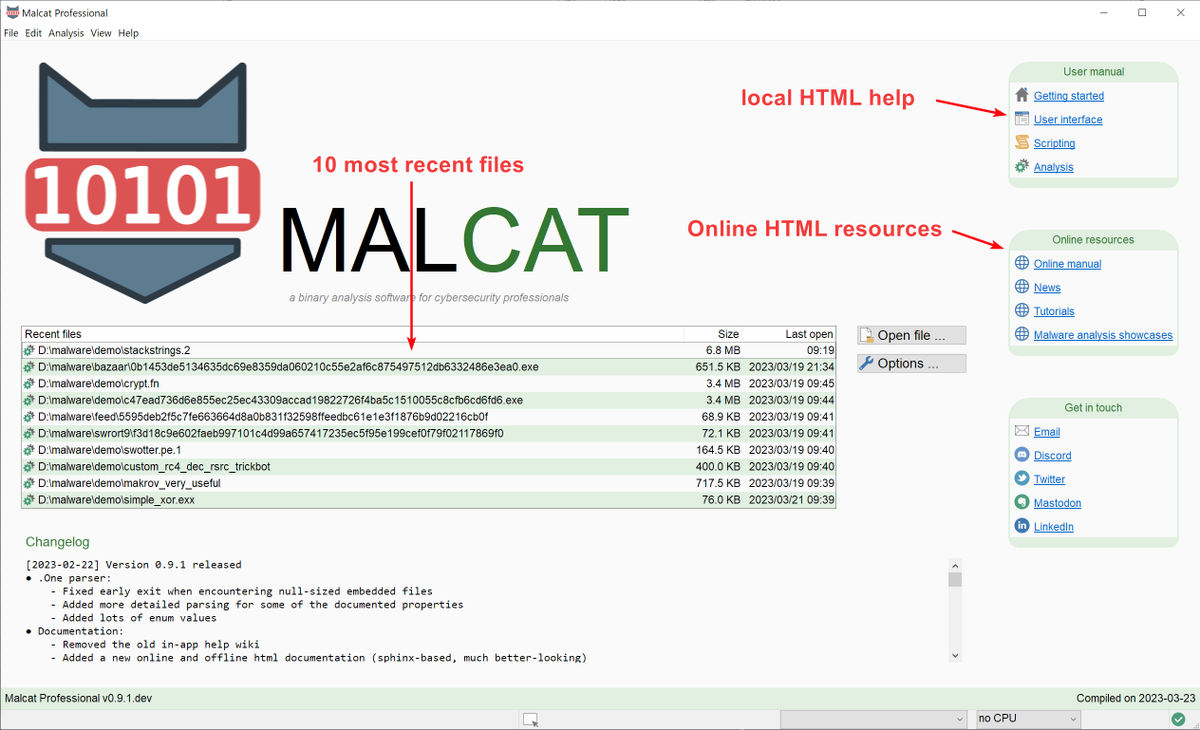 Malcat Professional
File Edit Analysis View Help
10101
MALCAT
a binary analysis software for cybersecurity professionals
10 most recent files
local HTML help
Online HTML resources
User manual
Getting started
User interface
Scripting
Analysis
Online resources
Online manual
News
Tutorials
Malware analysis showcases
Get in touch
Email
Discord
Twitter
Mastodon
LinkedIn
Recent files Size Last open
D:\malware\demo\stackstrings.2 6.8 MB 09:19
D:\malware\bazaar\0b1453de5134635dc69e8359da060210c55e2af6c875497512db6332486e3ea0.exe 651.5 KB 2023/03/19 21:34
D:\malware\demo\crypt.fn 3.4 MB 2023/03/19 09:45
D:\malware\demo\c47ead736d6e855ec25ec43309accad19822726f4ba5c1510055c8cfb6cd6fd6.exe 3.4 MB 2023/03/19 09:44
D:\malware\feed\5595deb2f5c7fe663664d8a0b831f32598ffeedbc61e1e3f1876b9d02216cb0f 68.9 KB 2023/03/19 09:41
D:\malware\swrort9\f3d18c9e602faeb997101c4d99a657417235ec5f95e199cef0f79f02117869f0 72.1 KB 2023/03/19 09:41
D:\malware\demo\swotter.pe.1 164.5 KB 2023/03/19 09:40
D:\malware\demo\custom_rc4_dec_rsrc_trickbot 400.0 KB 2023/03/19 09:40
D:\malware\demo\makrov_very_useful 717.5 KB 2023/03/19 09:39
D:\malware\demo\simple_xor.exx 76.0 KB 2023/03/21 09:39
Open file ...
Options ...
Changelog
[2023-02-22] Version 0.9.1 released
● .One parser:
- Fixed early exit when encountering null-sized embedded files
- Added more detailed parsing for some of the documented properties
- Added lots of enum values
● Documentation:
- Removed the old in-app help wiki
- Added a new online and offline html documentation (sphinx-based, much better-looking)
Malcat Professional v0.9.1.dev
Compiled on 2023-03-23
no CPU